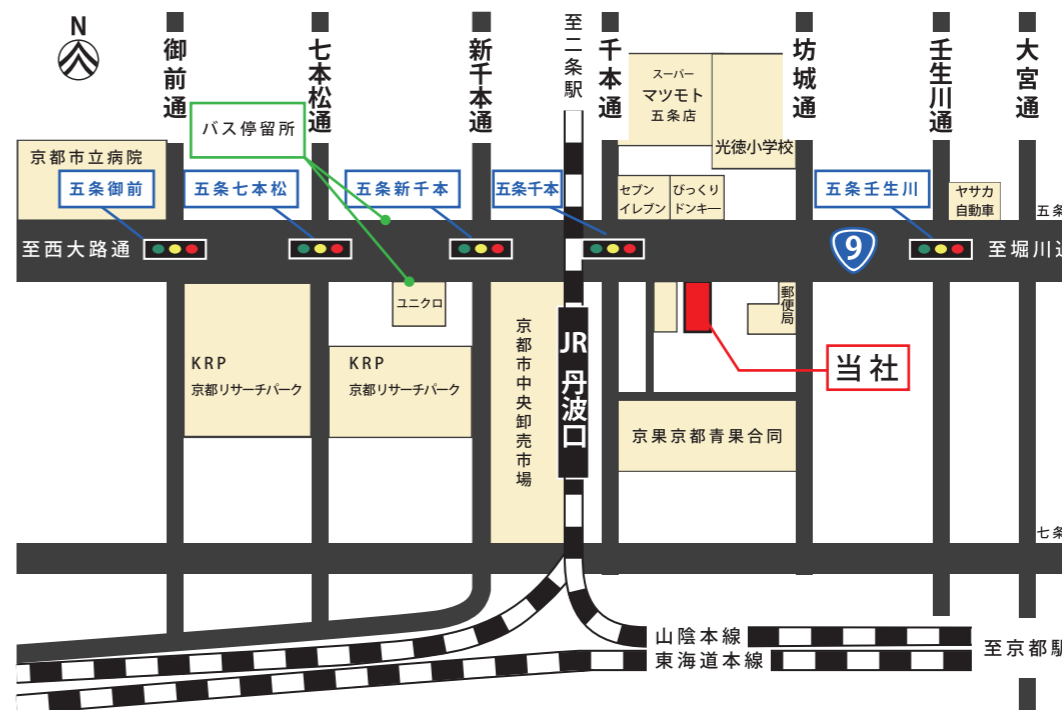 N
御前通
七本松通
新千本通
至二条駅
千本通
坊城通
壬生川通
大宮通
バス停留所
スーパー
マツモト
五条店
光徳小学校
京都市立病院
五条御前
五条七本松
五条新千本
五条千本
セブン
イレブン
びっくり
ドンキー
五条壬生川
ヤサカ
自動車
五条
至西大路通
9
至堀川通
ユニクロ
郵便局
京都市中央卸売市場
JR 丹波口
KRP
京都リサーチパーク
KRP
京都リサーチパーク
当社
京果京都青果合同
七条
山陰本線
東海道本線
至京都駅